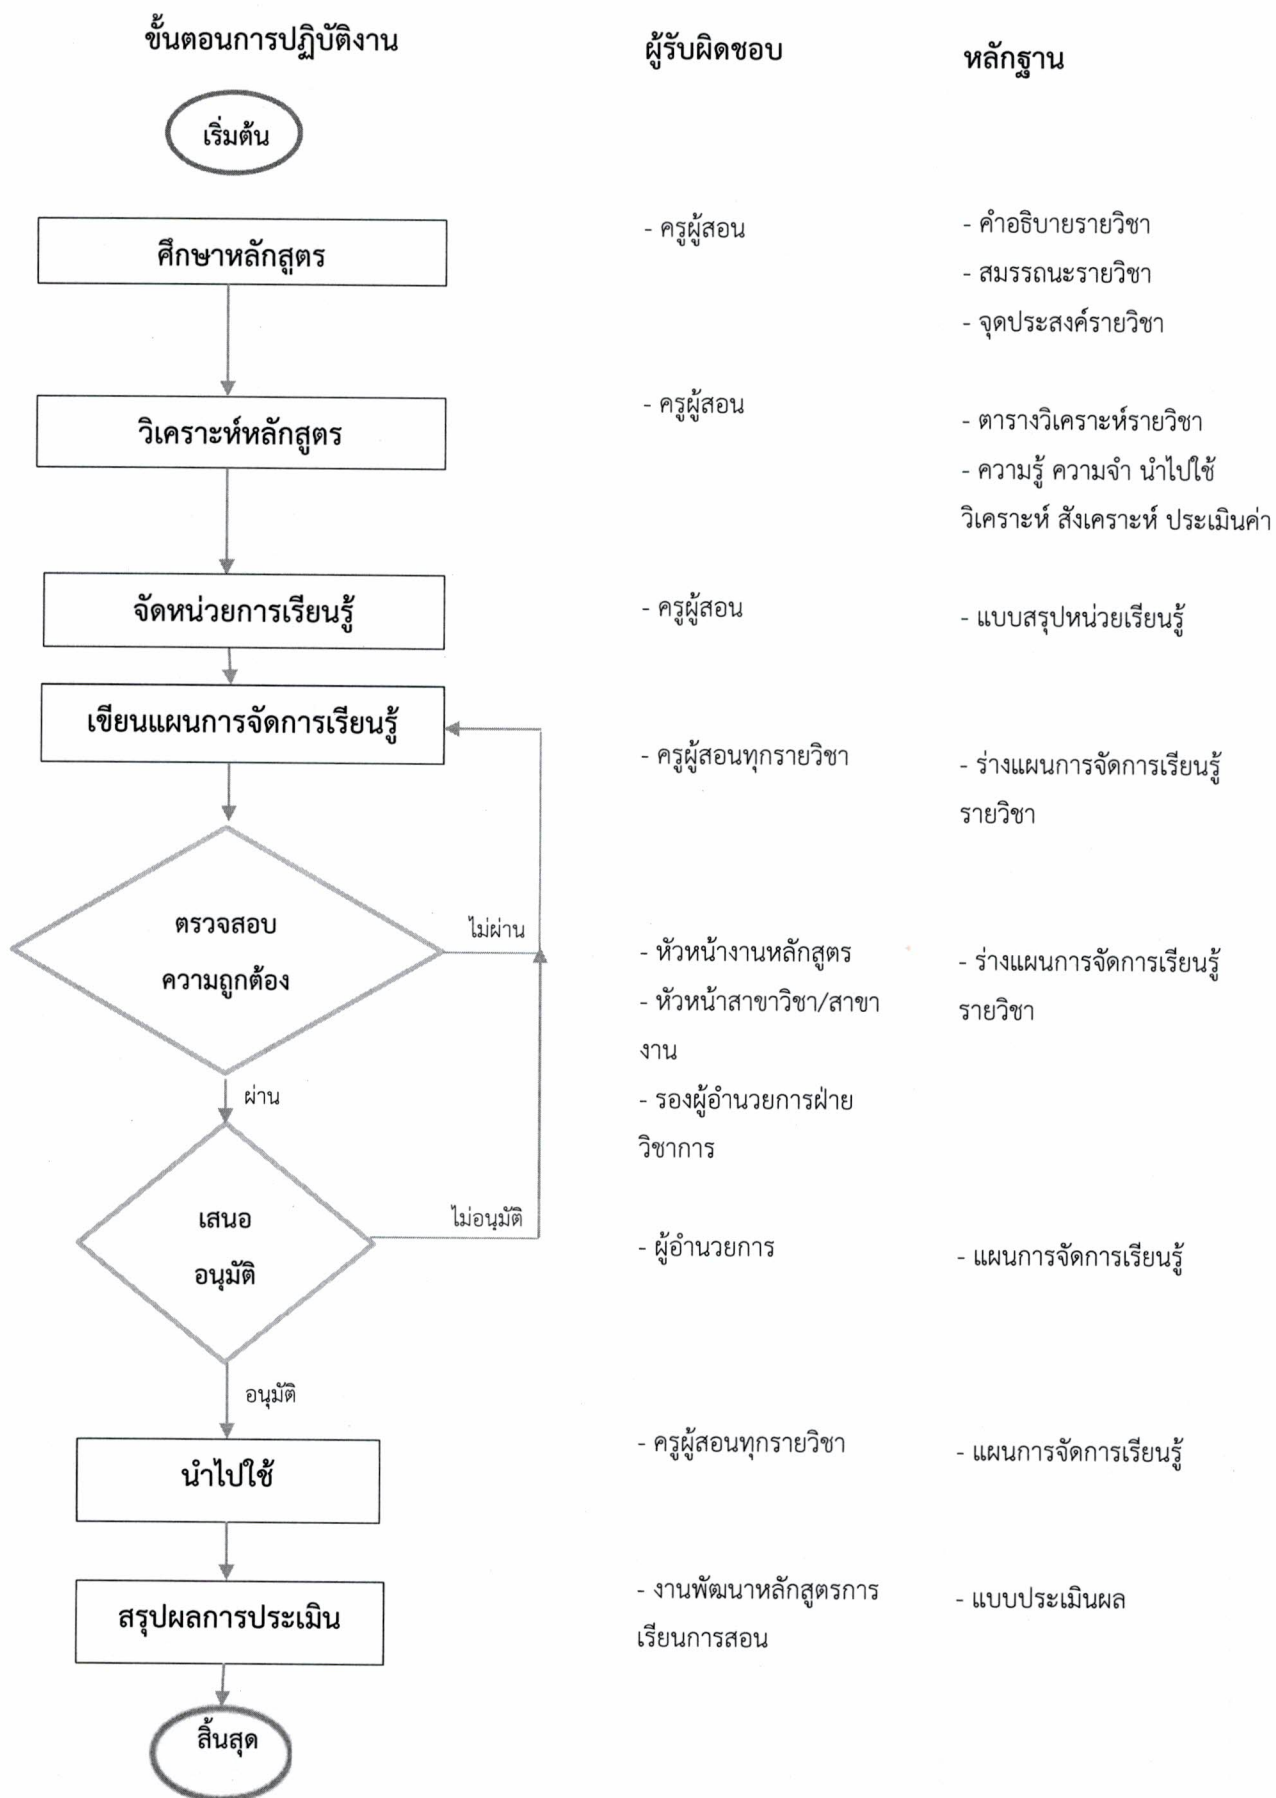 ขั้นตอนการปฏิบัติงาน
ผู้รับผิดชอบ
หลักฐาน
เริ่มต้น
ศึกษาหลักสูตร
- ครูผู้สอน
- คำอธิบายรายวิชา
- สมรรถนะรายวิชา
- จุดประสงค์รายวิชา
วิเคราะห์หลักสูตร
- ครูผู้สอน
- ตารางวิเคราะห์รายวิชา
- ความรู้ ความจำ นำไปใช้
วิเคราะห์ สังเคราะห์ ประเมินค่า
จัดหน่วยการเรียนรู้
- ครูผู้สอน
- แบบสรุปหน่วยเรียนรู้
เขียนแผนการจัดการเรียนรู้
- ครูผู้สอนทุกรายวิชา
- ร่างแผนการจัดการเรียนรู้
รายวิชา
ตรวจสอบ
ความถูกต้อง
ไม่ผ่าน
- หัวหน้างานหลักสูตร
- หัวหน้าสาขาวิชา/สาขา
งาน
- รองผู้อำนวยการฝ่าย
วิชาการ
- ร่างแผนการจัดการเรียนรู้
รายวิชา
ผ่าน
เสนอ
อนุมัติ
ไม่อนุมัติ
- ผู้อำนวยการ
- แผนการจัดการเรียนรู้
อนุมัติ
นำไปใช้
- ครูผู้สอนทุกรายวิชา
- แผนการจัดการเรียนรู้
สรุปผลการประเมิน
- งานพัฒนาหลักสูตรการ
เรียนการสอน
- แบบประเมินผล
สิ้นสุด